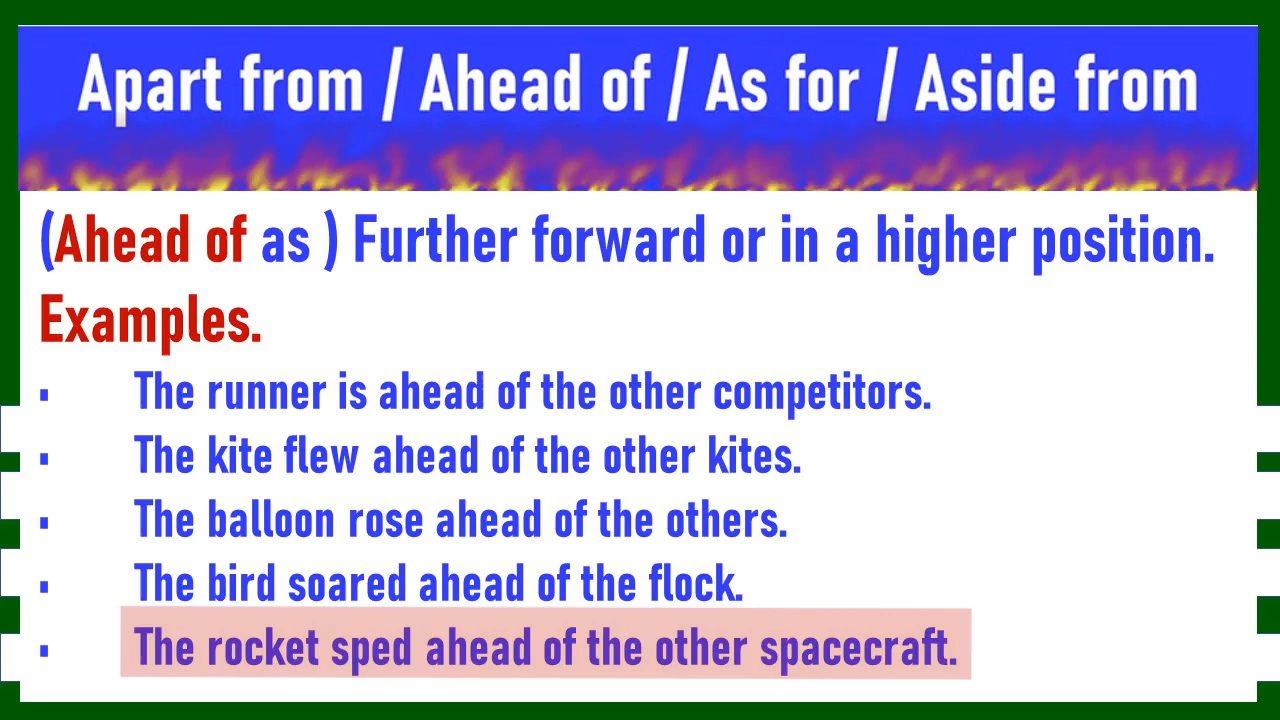 Apart from / Ahead of / As for / Aside from
(Ahead of as ) Further forward or in a higher position.
Examples.
▪ The runner is ahead of the other competitors.
▪ The kite flew ahead of the other kites.
▪ The balloon rose ahead of the others.
▪ The bird soared ahead of the flock.
▪ The rocket sped ahead of the other spacecraft.